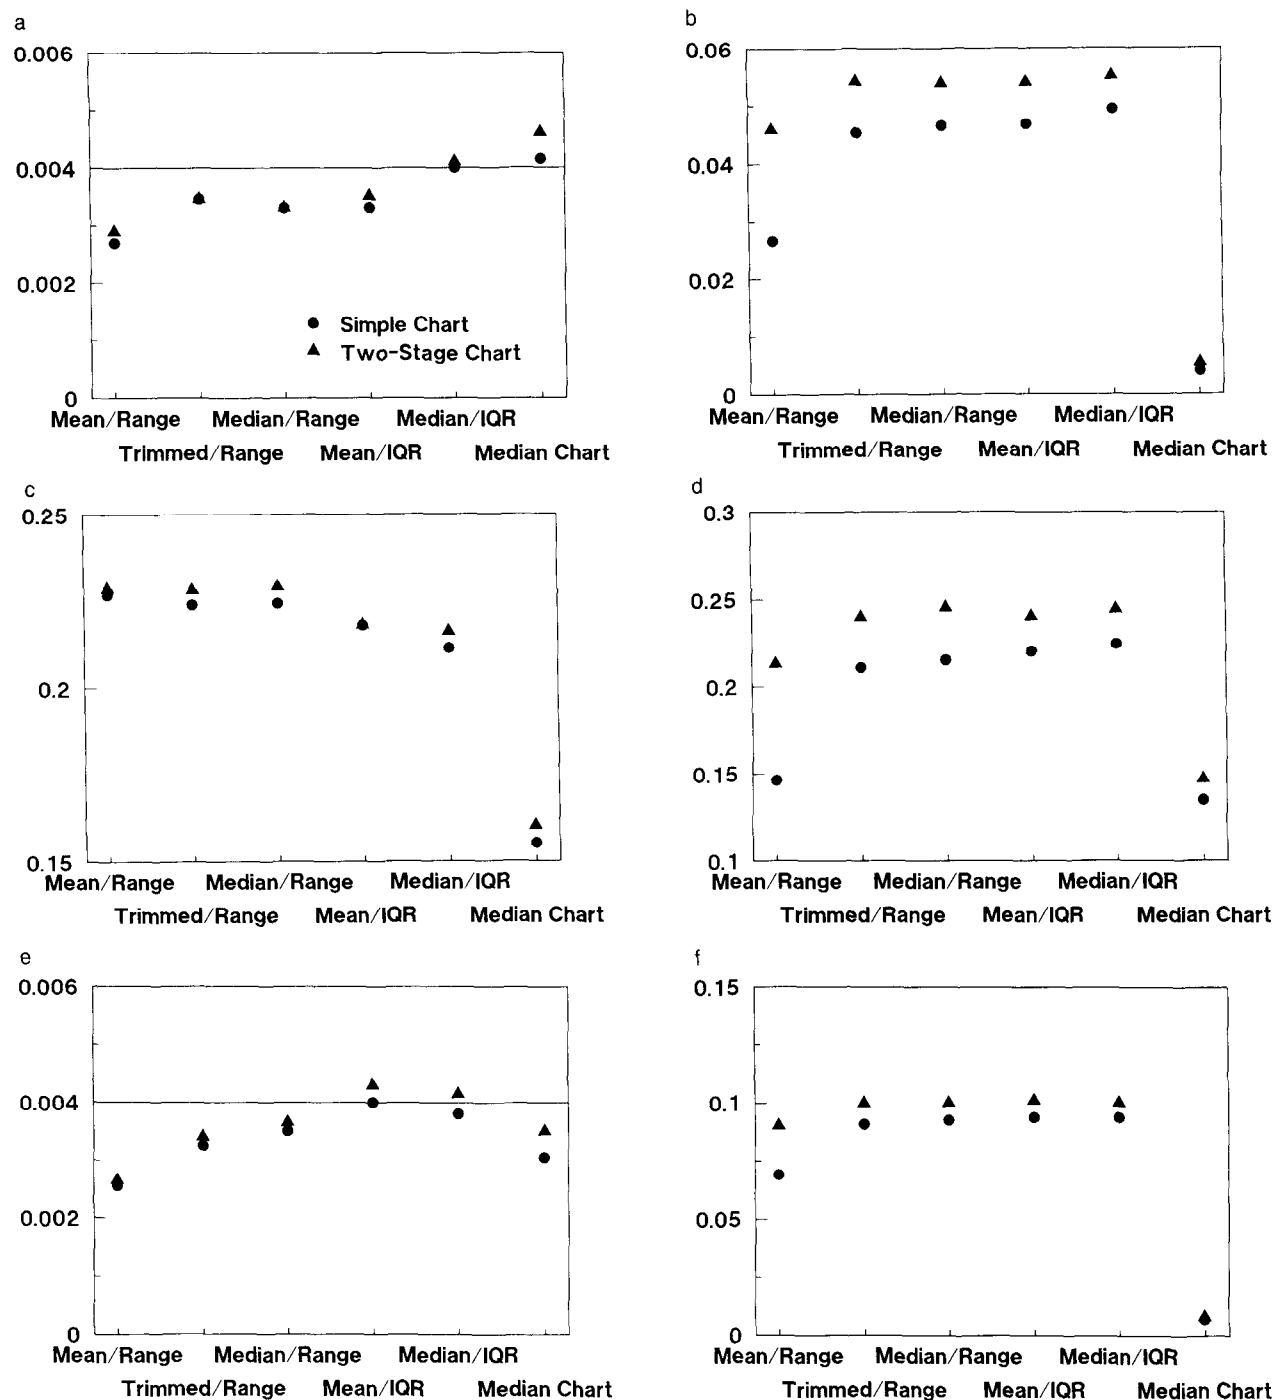 a
0.006
0.004
0.002
0
Simple Chart
Two-Stage Chart
Mean/Range Median/Range Median/IQR
Trimmed/Range Mean/IQR Median Chart
b
0.06
0.04
0.02
0
Mean/Range Median/Range Median/IQR
Trimmed/Range Mean/IQR Median Chart
c
0.25
0.2
0.15
Mean/Range Median/Range Median/IQR
Trimmed/Range Mean/IQR Median Chart
d
0.3
0.25
0.2
0.15
0.1
Mean/Range Median/Range Median/IQR
Trimmed/Range Mean/IQR Median Chart
e
0.006
0.004
0.002
0
Mean/Range Median/Range Median/IQR
Trimmed/Range Mean/IQR Median Chart
f
0.15
0.1
0.05
0
Mean/Range Median/Range Median/IQR
Trimmed/Range Mean/IQR Median Chart